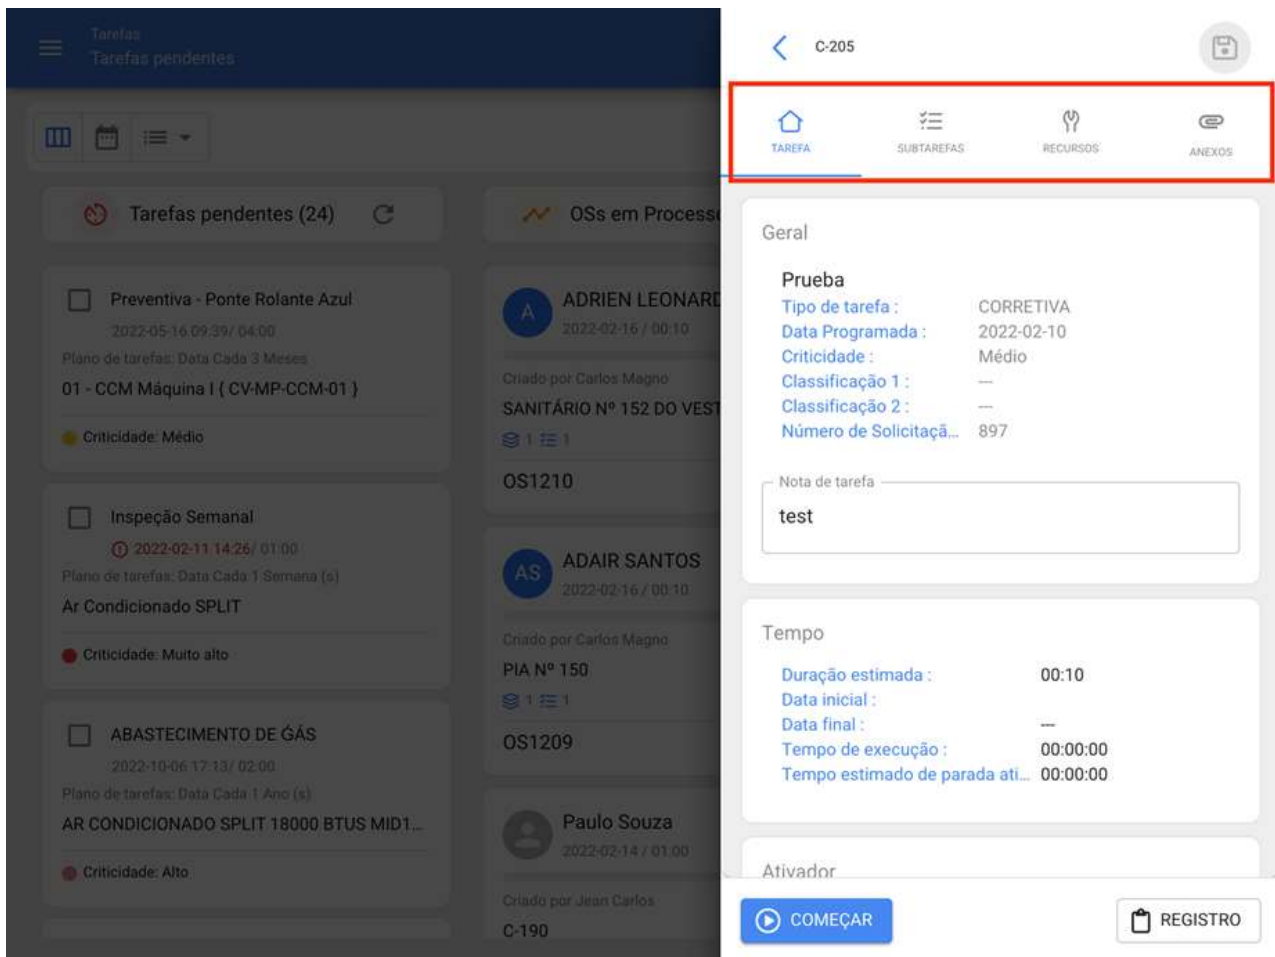 Tarefas
Tarefas pendentes
Tarefas pendentes (24)
Preventiva - Ponte Rolante Azul
2022-05-16 09:39/ 04:00
Plano de tarefas: Data Cada 3 Meses
01 - CCM Máquina I { CV-MP-CCM-01 }
Criticidade: Médio
Inspeção Semanal
2022-02-11 14:26/ 01:00
Plano de tarefas: Data Cada 1 Semana (s)
Ar Condicionado SPLIT
Criticidade: Muito alto
ABASTECIMENTO DE ǴÁS
2022-10-06 17:13/ 02:00
Plano de tarefas: Data Cada 1 Ano (s)
AR CONDICIONADO SPLIT 18000 BTUS MID1...
Criticidade: Alto
OSs em Processo
A
ADRIEN LEONARD
2022-02-16 / 00:10
Criado por Carlos Magno
SANITÁRIO Nº 152 DO VEST
1 1
OS1210
AS
ADAIR SANTOS
2022-02-16 / 00:10
Criado por Carlos Magno
PIA Nº 150
1 1
OS1209
Paulo Souza
2022-02-14 / 01:00
Criado por Jean Carlos
C-190
C-205
TAREFA
SUBTAREFAS
RECURSOS
ANEXOS
Geral
Prueba
Tipo de tarefa : CORRETIVA
Data Programada : 2022-02-10
Criticidade : Médio
Classificação 1 : ---
Classificação 2 : ---
Número de Solicitaçã... 897
Nota de tarefa
test
Tempo
Duração estimada : 00:10
Data inicial :
Data final : ---
Tempo de execução : 00:00:00
Tempo estimado de parada ati... 00:00:00
Ativador
COMEÇAR
REGISTRO